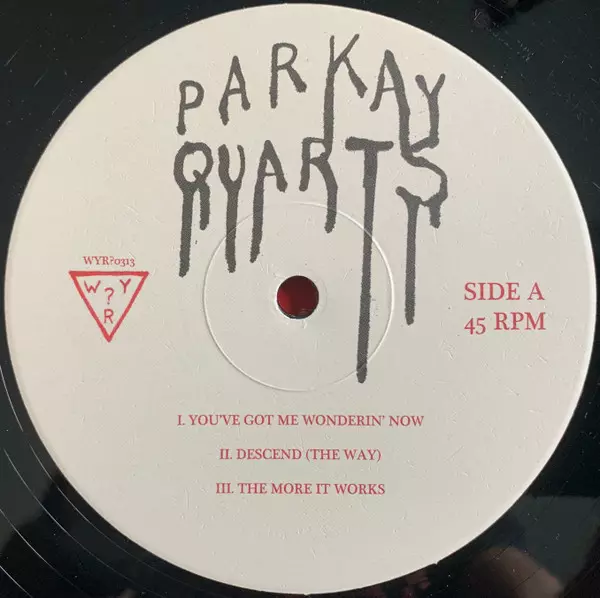 PARKAY
QUARTS
WYR?0313
W ? Y
R
SIDE A
45 RPM
I. YOU'VE GOT ME WONDERIN' NOW
II. DESCEND (THE WAY)
III. THE MORE IT WORKS